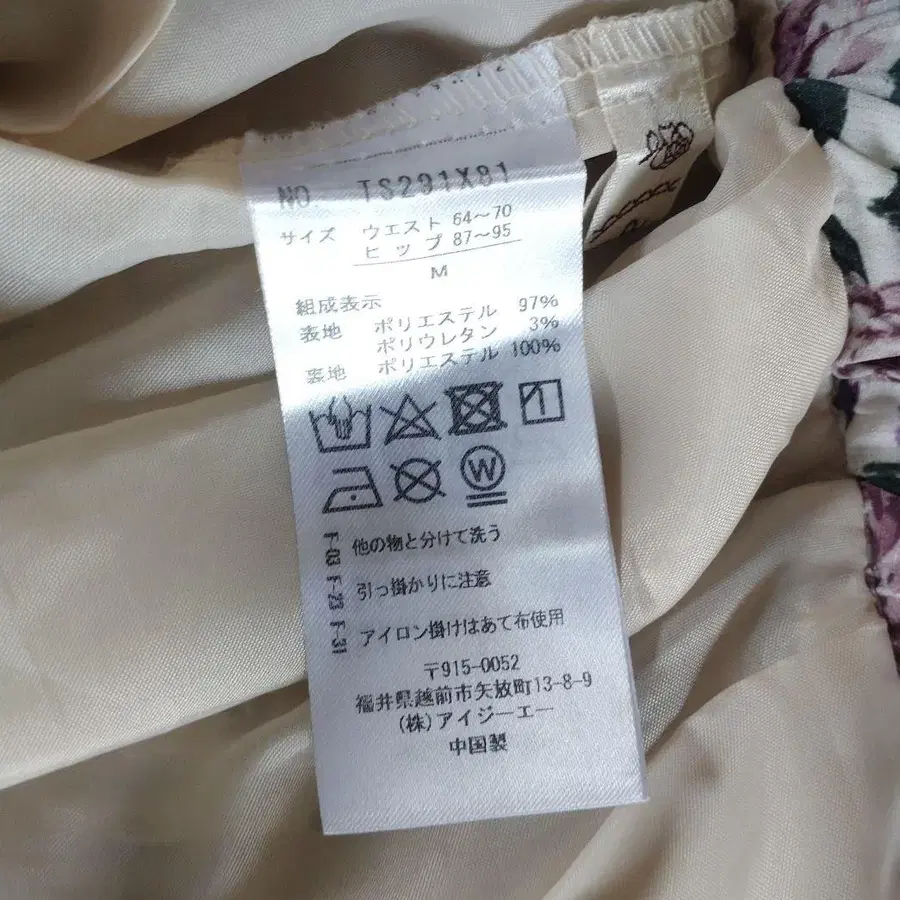 NO. TS291X81
サイズ ウエスト 64～70
ヒップ 87～95
M
組成表示
表地 ポリエステル 97%
ポリウレタン 3%
裏地 ポリエステル 100%
W
F-03 F-23 F-31
他の物と分けて洗う
引っ掛かりに注意
アイロン掛けはあて布使用
〒915-0052
福井県越前市矢放町13-8-9
(株)アイジーエー
中国製